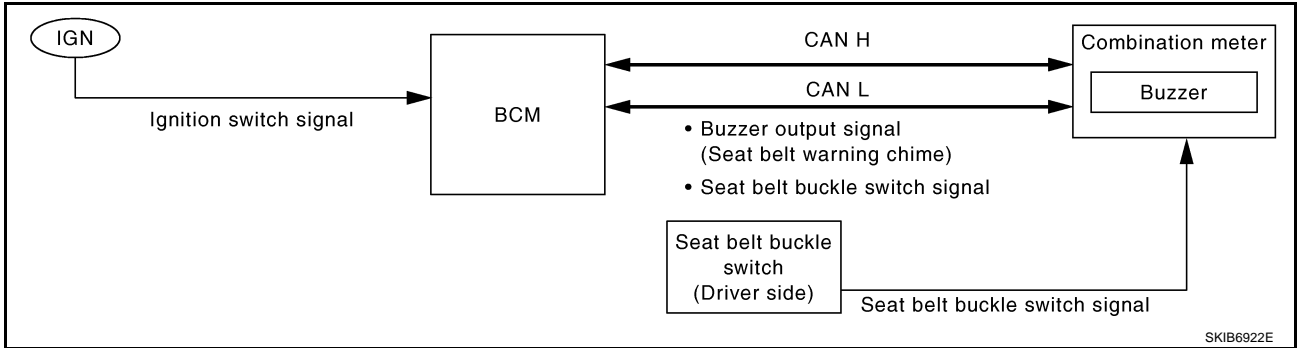 IGN
Ignition switch signal
BCM
CAN H
CAN L
• Buzzer output signal
(Seat belt warning chime)
• Seat belt buckle switch signal
Combination meter
Buzzer
Seat belt buckle
switch
(Driver side)
Seat belt buckle switch signal
SKIB6922E